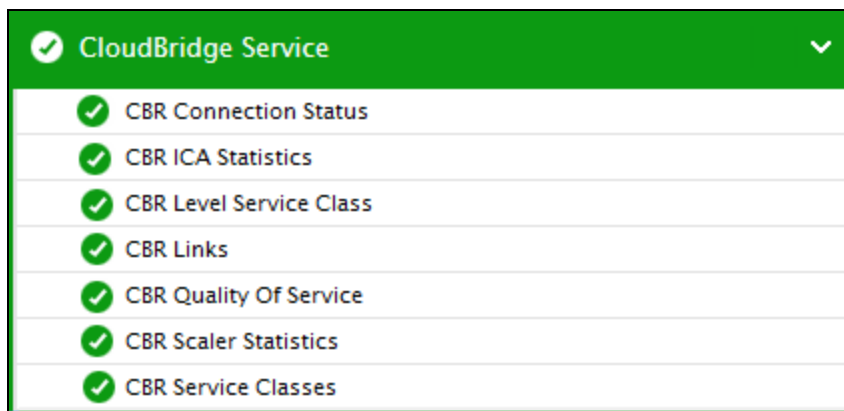 CloudBridge Service
CBR Connection Status
CBR ICA Statistics
CBR Level Service Class
CBR Links
CBR Quality Of Service
CBR Scaler Statistics
CBR Service Classes